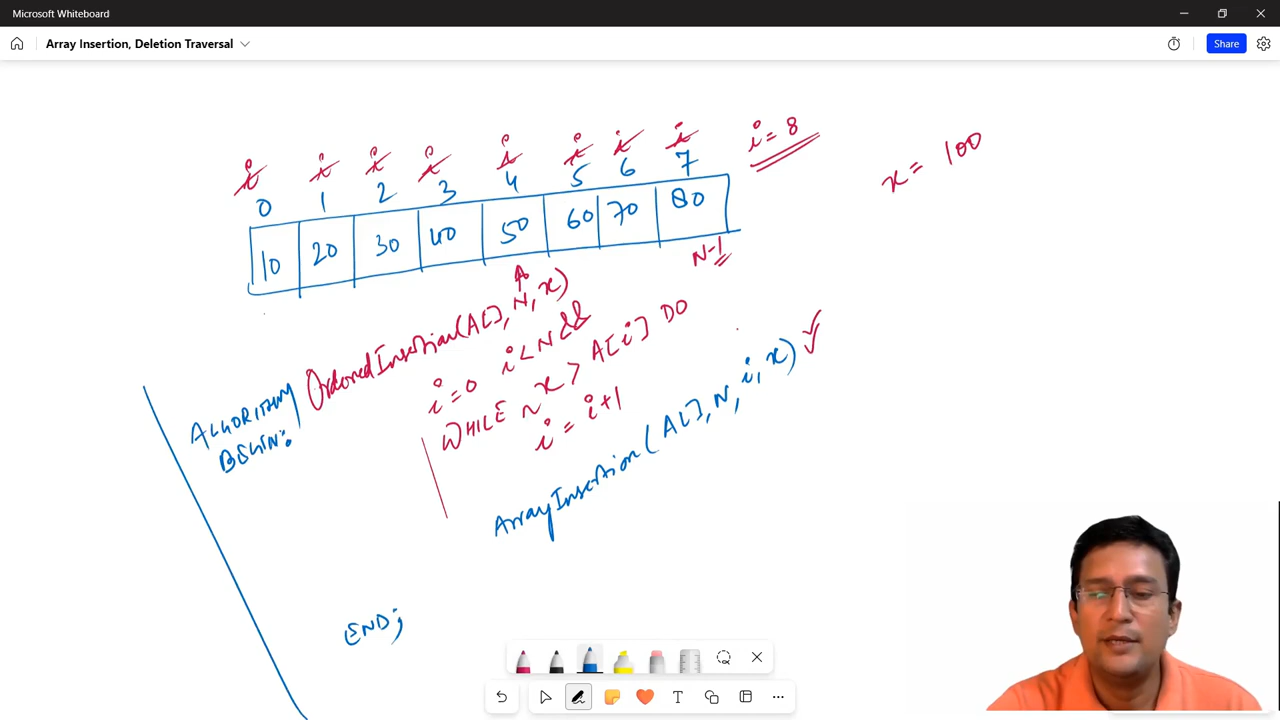 Microsoft Whiteboard
Array Insertion, Deletion Traversal
Share
i i i i i i i i i = 8
x = 100
0 1 2 3 4 5 6 7
10 20 30 40 50 60 70 80
N-1
ALGORITHM OrderedInsertion(A[], N, x)
BEGIN:
i=0
WHILE i<N && x > A[i] DO
i = i+1
ArrayInsertion(A[], N, i, x)
END;